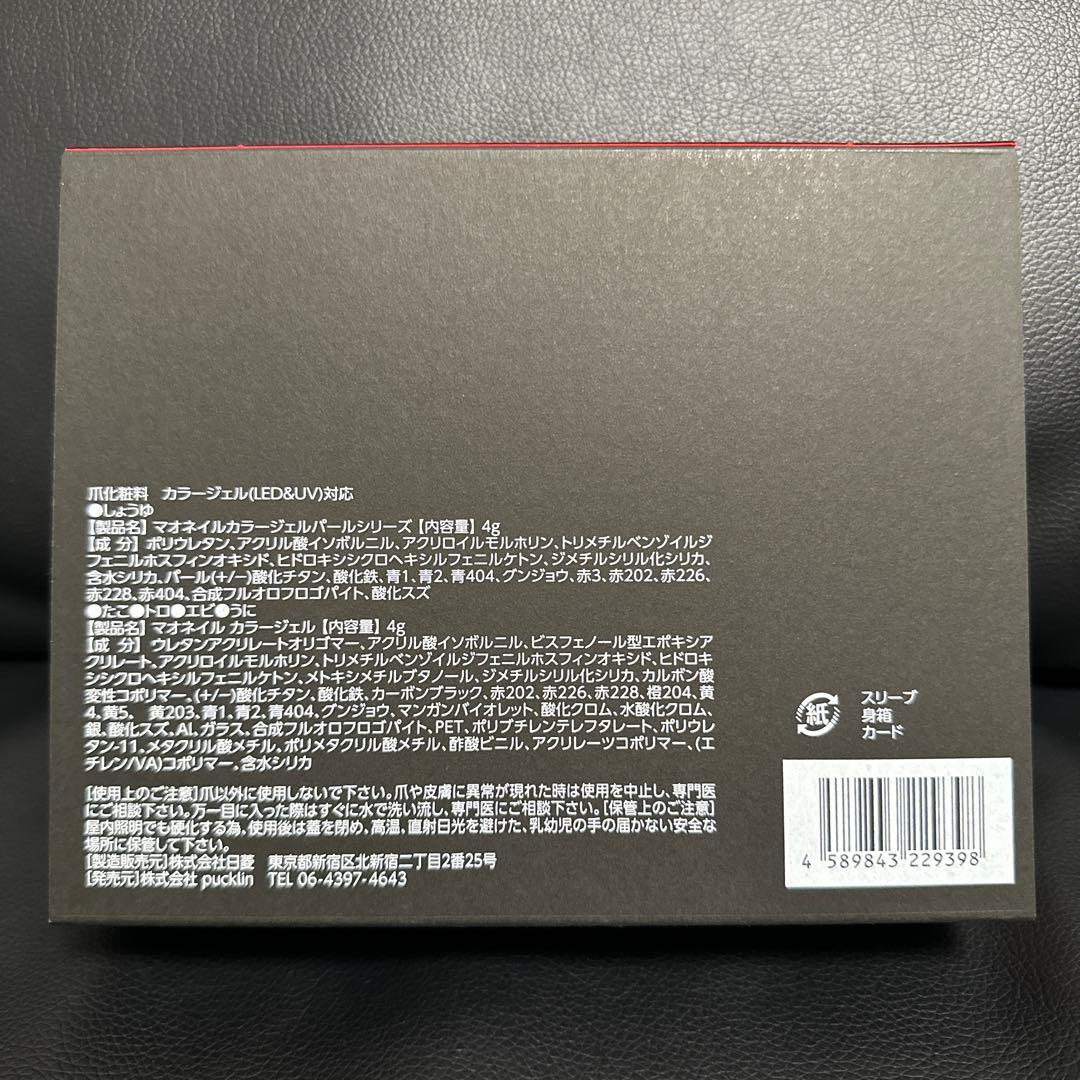 爪化粧料　カラージェル(LED&UV)対応
●しょうゆ
【製品名】マオネイルカラージェルパールシリーズ【内容量】4g
【成 分】ポリウレタン、アクリル酸イソボルニル、アクリロイルモルホリン、トリメチルベンゾイルジ
フェニルホスフィンオキシド、ヒドロキシシクロヘキシルフェニルケトン、ジメチルシリル化シリカ、
含水シリカ、パール(+/−)酸化チタン、酸化鉄、青1、青2、青404、グンジョウ、赤3、赤202、赤226、
赤228、赤404、合成フルオロフロゴパイト、酸化スズ
●たこ●トロ●エビ●うに
【製品名】マオネイル カラージェル【内容量】4g
【成 分】ウレタンアクリレートオリゴマー、アクリル酸イソボルニル、ビスフェノール型エポキシア
クリレート、アクリロイルモルホリン、トリメチルベンゾイルジフェニルホスフィンオキシド、ヒドロキ
シシクロヘキシルフェニルケトン、メトキシメチルブタノール、ジメチルシリル化シリカ、カルボン酸
変性コポリマー、(+/−)酸化チタン、酸化鉄、カーボンブラック、赤202、赤226、赤228、橙204、黄
4、黄5、　黄203、青1、青2、青404、グンジョウ、マンガンバイオレット、酸化クロム、水酸化クロム、
銀、酸化スズ、Al、ガラス、合成フルオロフロゴパイト、PET、ポリブチレンテレフタレート、ポリウレ
タン-11、メタクリル酸メチル、ポリメタクリル酸メチル、酢酸ビニル、アクリレーツコポリマー、(エ
チレン/VA)コポリマー、含水シリカ
[使用上のご注意]爪以外に使用しないで下さい。爪や皮膚に異常が現れた時は使用を中止し、専門医
にご相談下さい。万一目に入った際はすぐに水で洗い流し、専門医にご相談下さい。[保管上のご注意]
屋内照明でも硬化する為、使用後は蓋を閉め、高温、直射日光を避けた、乳幼児の手の届かない安全な
場所に保管して下さい。
[製造販売元]株式会社日菱　東京都新宿区北新宿二丁目2番25号
[発売元]株式会社 pucklin　TEL 06-4397-4643
紙
スリーブ
身箱
カード
4 589843 229398